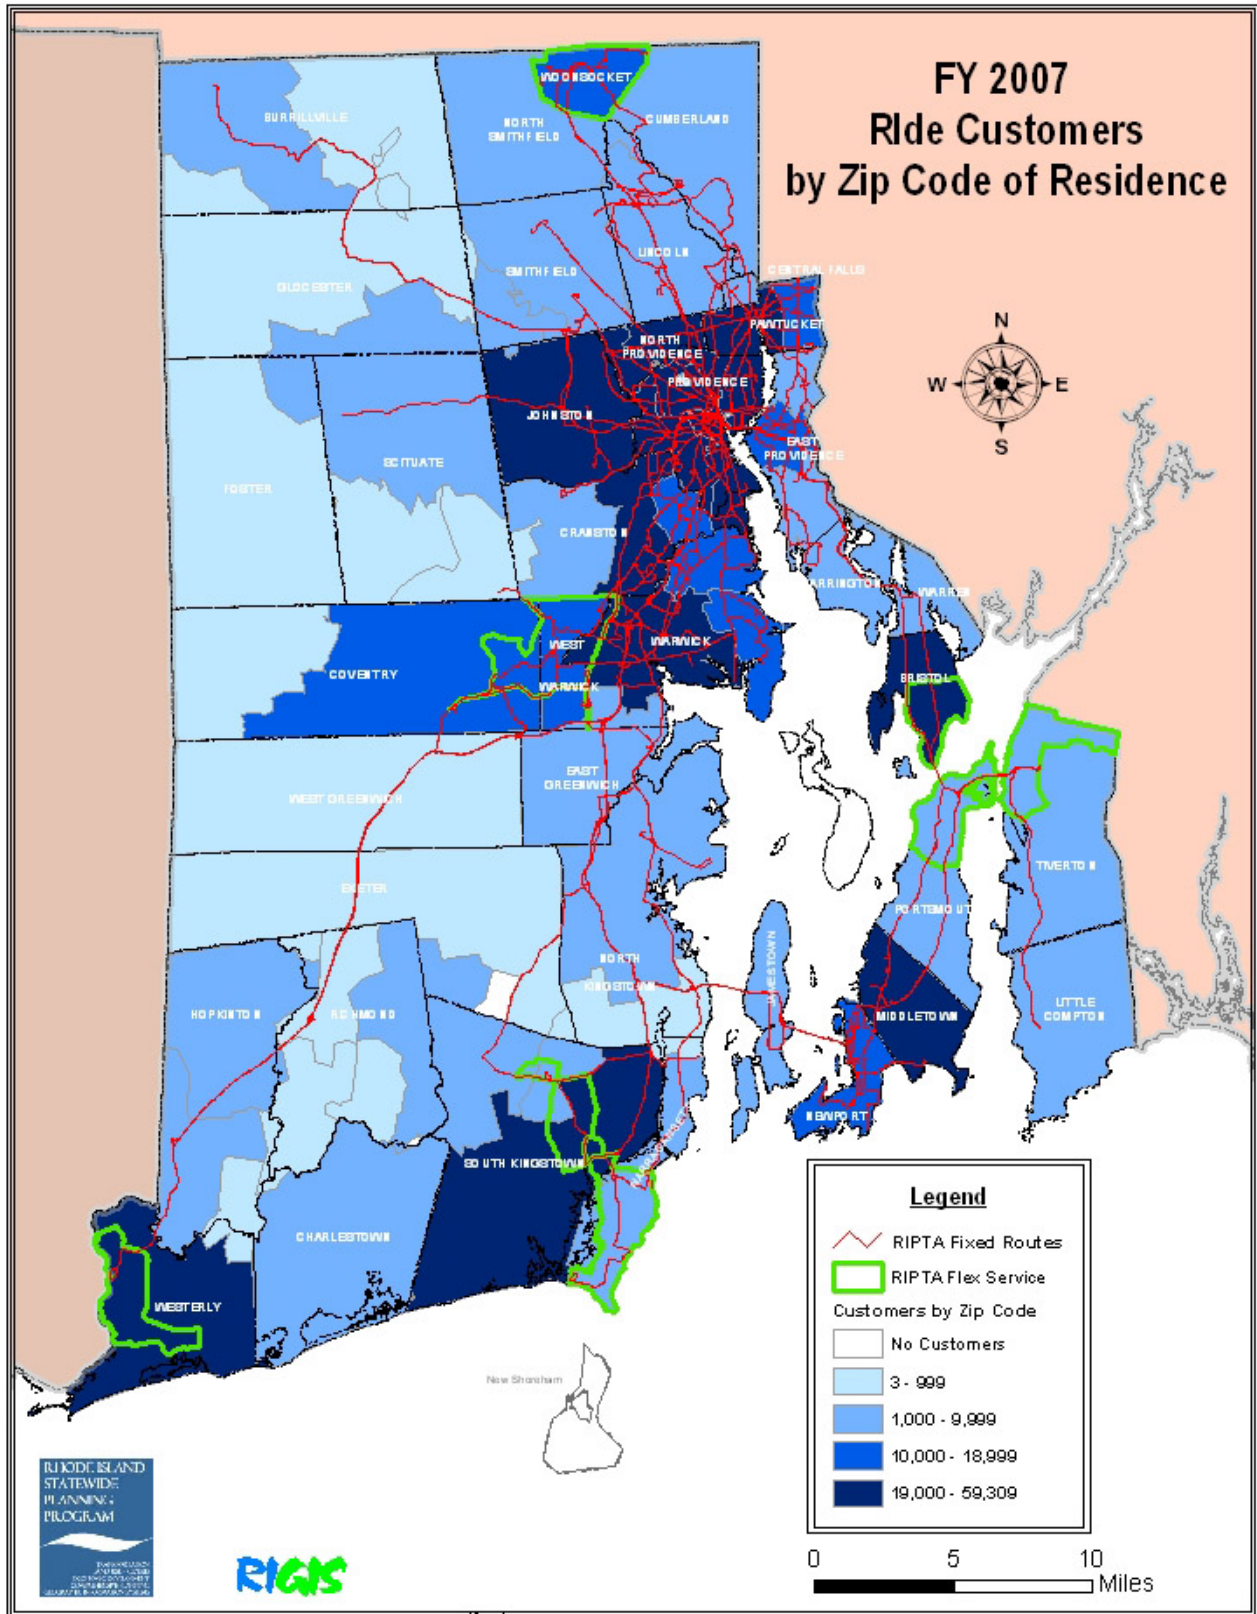 FY 2007
RIde Customers
by Zip Code of Residence
WOONSOCKET
BURRILLVILLE
NORTH
SMITHFIELD
CUMBERLAND
LINCOLN
SMITHFIELD
CENTRAL FALLS
GLOCESTER
PAWTUCKET
NORTH
PROVIDENCE
PROVIDENCE
JOHNSTON
EAST
PROVIDENCE
SCITUATE
FOSTER
CRANSTON
ARRINGTON
WARREN
WEST
WARWICK
WARWICK
COVENTRY
BRISTOL
EAST
GREENWICH
WEST GREENWICH
TIVERTON
EXETER
PORTSMOUT
NORTH
KINGSTOWN
JAMESTOWN
HOPKINTON
RICHMOND
MIDDLETOWN
LITTLE
COMPTON
NEWPORT
NARRAGANSETT
SOUTH KINGSTOWN
CHARLESTOWN
WESTERLY
New Shoreham
N
W
E
S
Legend
RIPTA Fixed Routes
RIPTA Flex Service
Customers by Zip Code
No Customers
3 - 999
1,000 - 9,999
10,000 - 18,999
19,000 - 59,309
0 5 10
Miles
RHODE ISLAND
STATEWIDE
PLANNING
PROGRAM
RIGIS